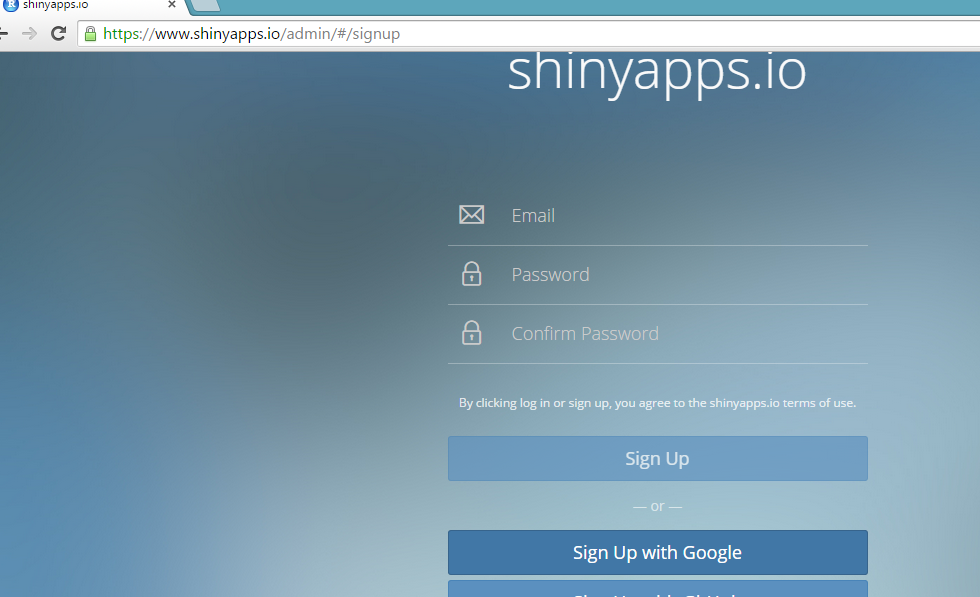 shinyapps.io
https://www.shinyapps.io/admin/#/signup
shinyapps.io
Email
Password
Confirm Password
By clicking log in or sign up, you agree to the shinyapps.io terms of use.
Sign Up
— or —
Sign Up with Google